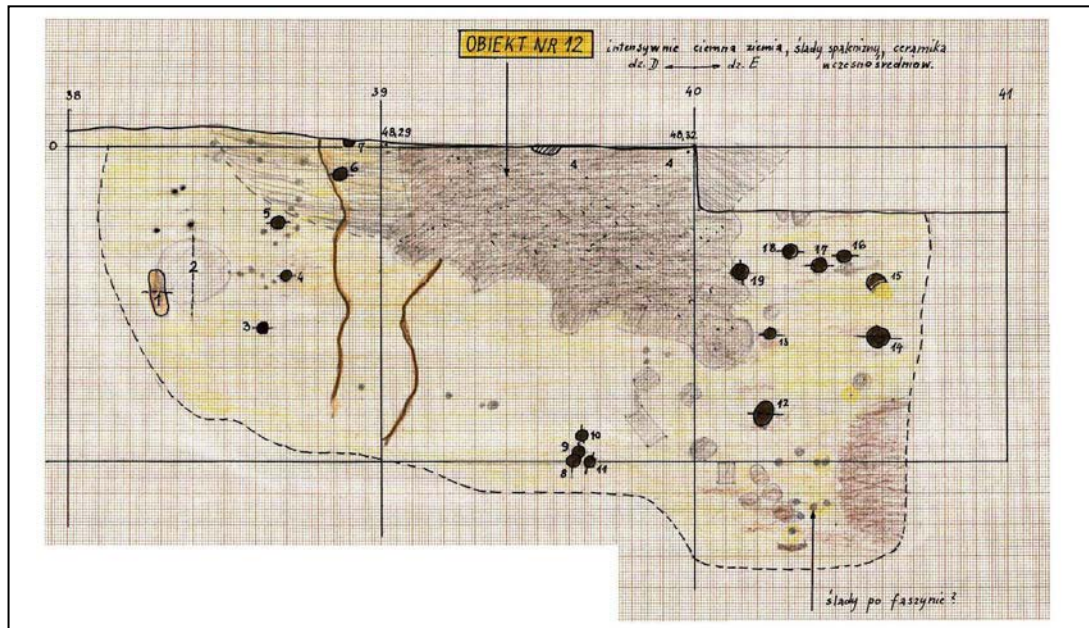 OBIEKT NR 12
intensywnie ciemna ziemia, ślady spalenizny, ceramika
dz. D ⟷ dz. E wczesnośredniow.
38 39 40 41
0 48,29 48,32
7
6
4 4
5
2
1
4
3
18 17 16
19
15
13
14
12
10
9
8 11
ślady po faszynie?